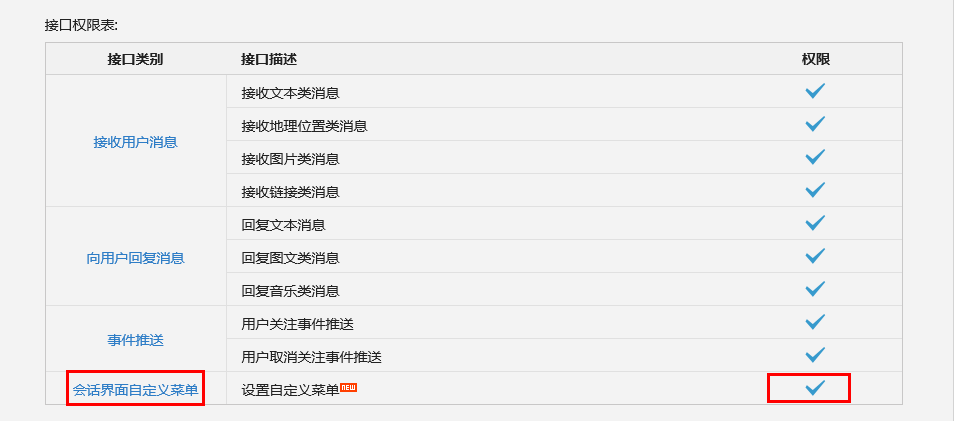 接口权限表:
接口类别 接口描述 权限
接收用户消息
接收文本类消息
接收地理位置类消息
接收图片类消息
接收链接类消息
向用户回复消息
回复文本消息
回复图文类消息
回复音乐类消息
事件推送
用户关注事件推送
用户取消关注事件推送
会话界面自定义菜单 设置自定义菜单 NEW